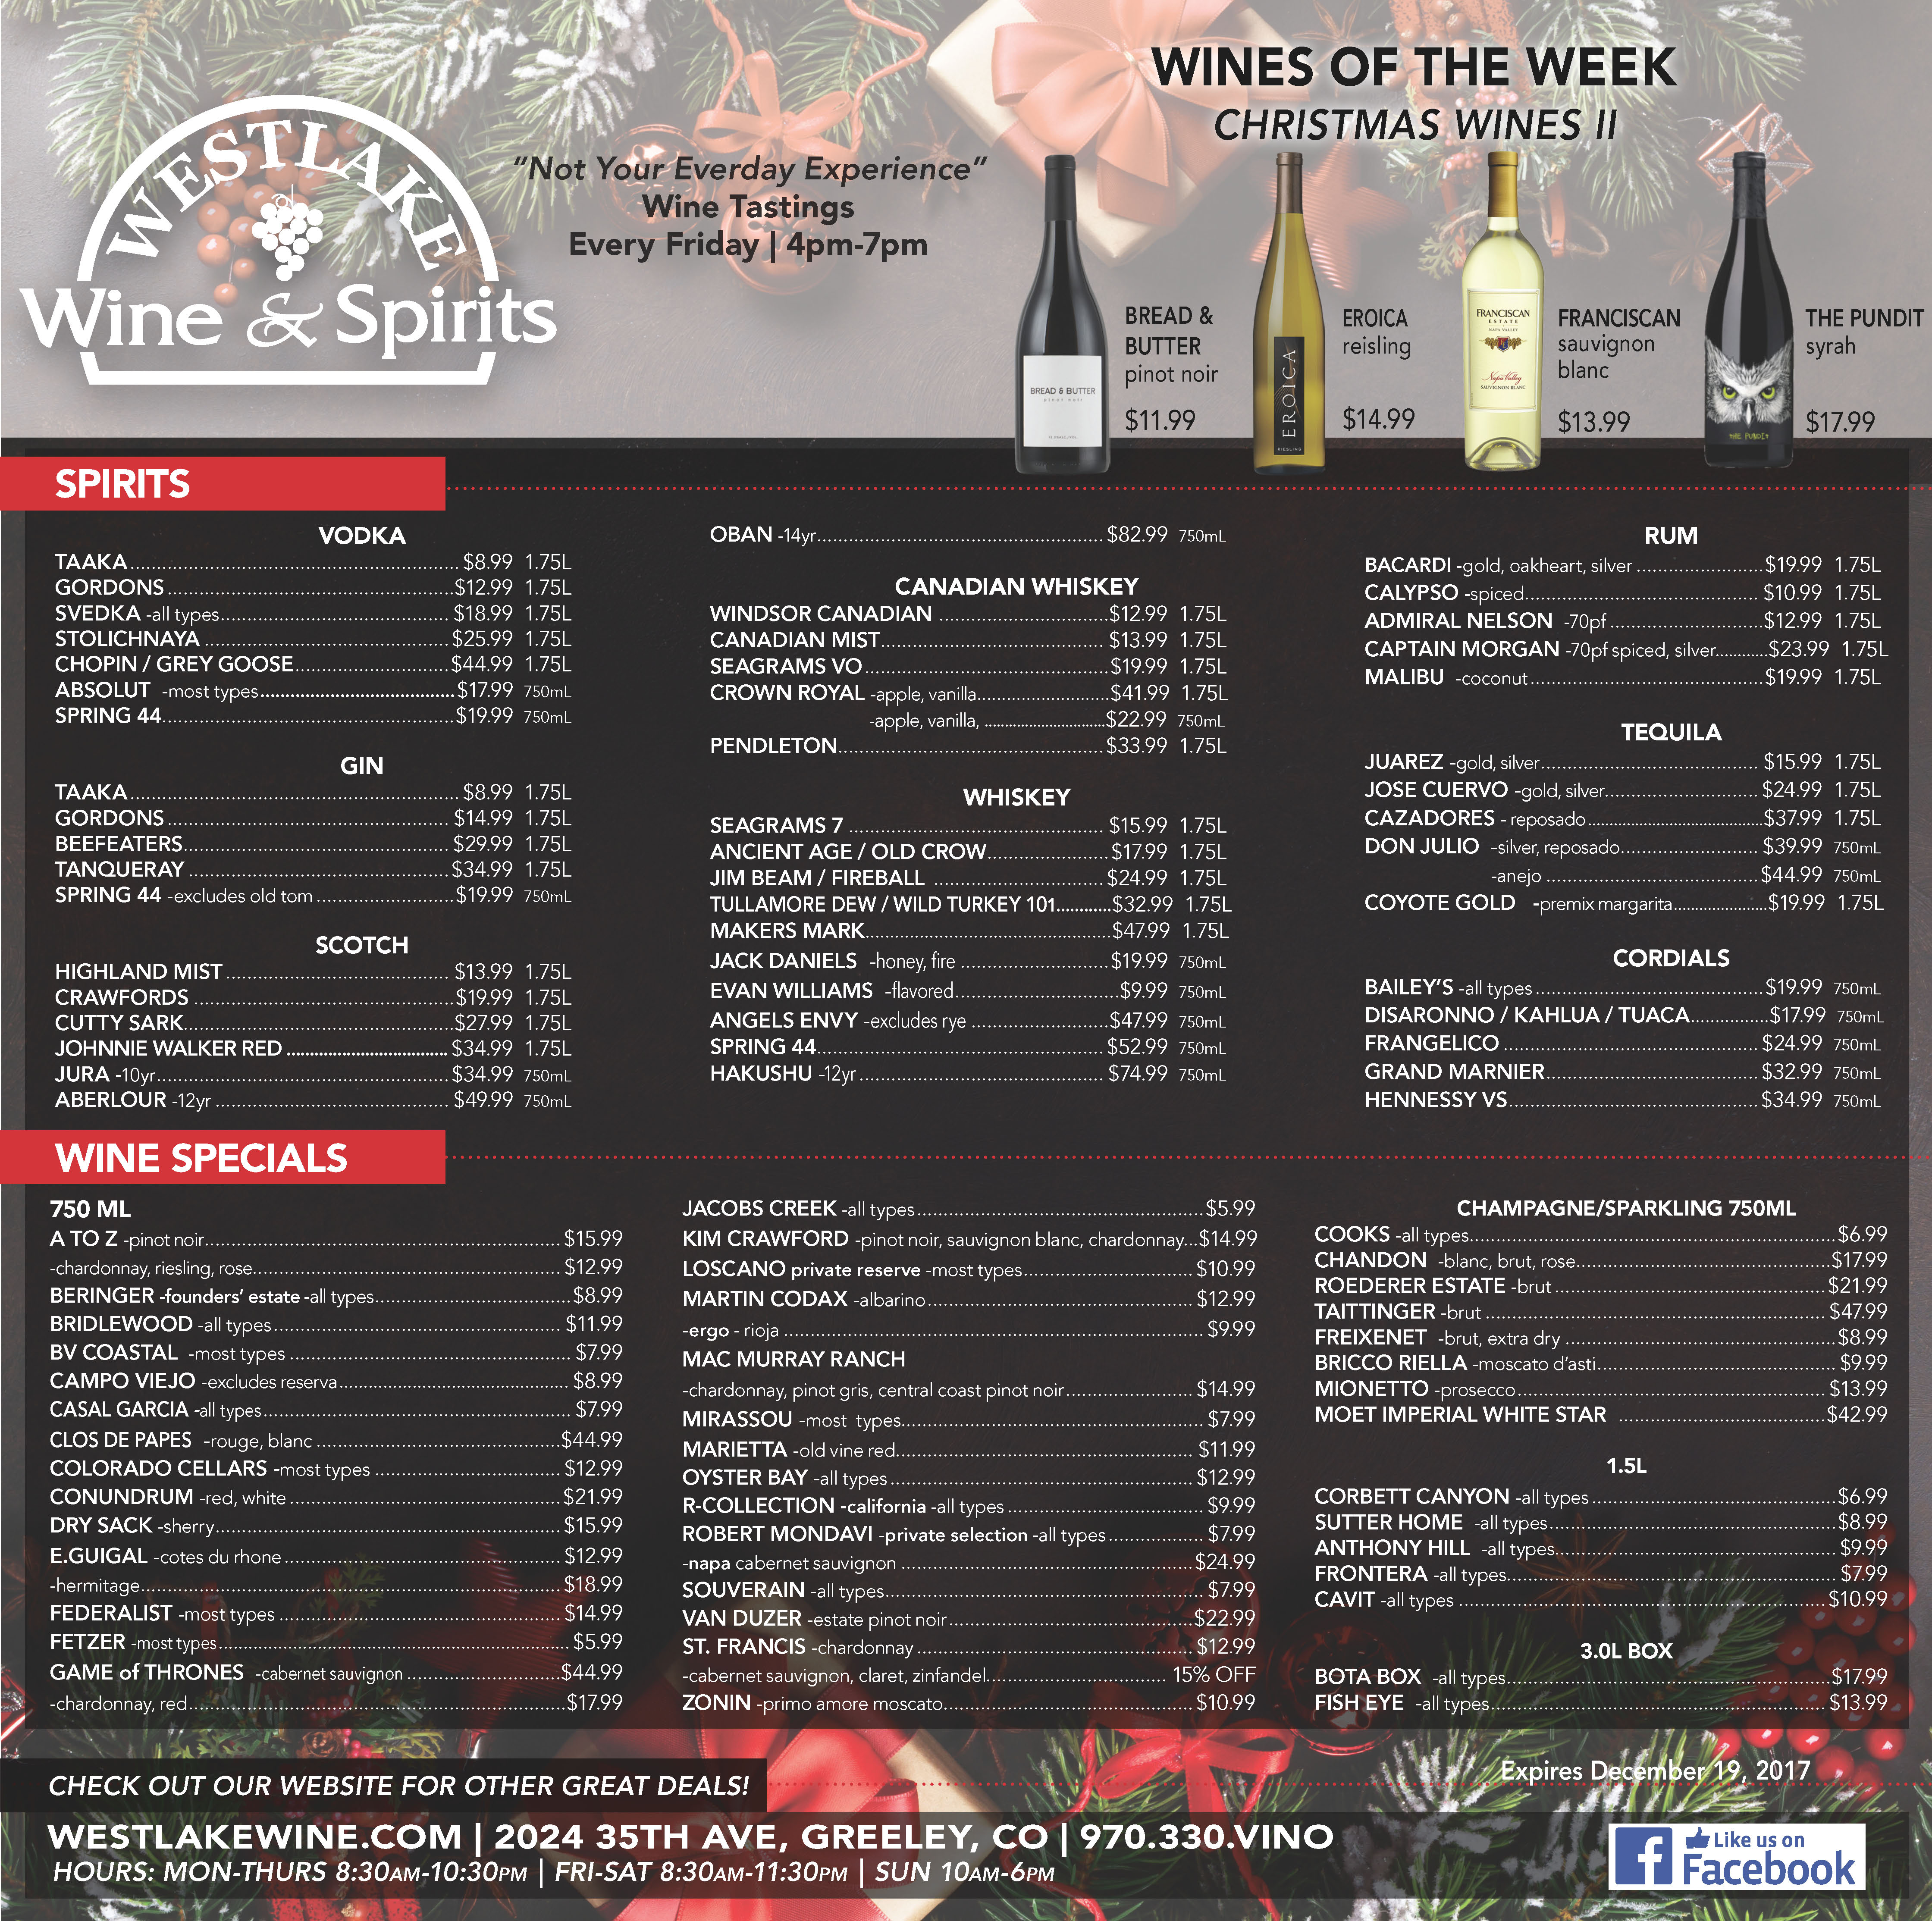 WESTLAKE
Wine & Spirits
"Not Your Everday Experience"
Wine Tastings
Every Friday | 4pm-7pm
WINES OF THE WEEK
CHRISTMAS WINES II
BREAD & BUTTER
pinot noir
BREAD &
BUTTER
pinot noir
$11.99
EROICA
RIESLING
EROICA
reisling
$14.99
FRANCISCAN
ESTATE
NAPA VALLEY
Napa Valley
SAUVIGNON BLANC
FRANCISCAN
sauvignon
blanc
$13.99
THE PUNDIT
THE PUNDIT
syrah
$17.99
SPIRITS
VODKA
TAAKA $8.99 1.75L
GORDONS $12.99 1.75L
SVEDKA -all types $18.99 1.75L
STOLICHNAYA $25.99 1.75L
CHOPIN / GREY GOOSE $44.99 1.75L
ABSOLUT -most types $17.99 750mL
SPRING 44 $19.99 750mL
GIN
TAAKA $8.99 1.75L
GORDONS $14.99 1.75L
BEEFEATERS $29.99 1.75L
TANQUERAY $34.99 1.75L
SPRING 44 -excludes old tom $19.99 750mL
SCOTCH
HIGHLAND MIST $13.99 1.75L
CRAWFORDS $19.99 1.75L
CUTTY SARK $27.99 1.75L
JOHNNIE WALKER RED $34.99 1.75L
JURA -10yr $34.99 750mL
ABERLOUR -12yr $49.99 750mL
OBAN -14yr $82.99 750mL
CANADIAN WHISKEY
WINDSOR CANADIAN $12.99 1.75L
CANADIAN MIST $13.99 1.75L
SEAGRAMS VO $19.99 1.75L
CROWN ROYAL -apple, vanilla $41.99 1.75L
-apple, vanilla, $22.99 750mL
PENDLETON $33.99 1.75L
WHISKEY
SEAGRAMS 7 $15.99 1.75L
ANCIENT AGE / OLD CROW $17.99 1.75L
JIM BEAM / FIREBALL $24.99 1.75L
TULLAMORE DEW / WILD TURKEY 101 $32.99 1.75L
MAKERS MARK $47.99 1.75L
JACK DANIELS -honey, fire $19.99 750mL
EVAN WILLIAMS -flavored $9.99 750mL
ANGELS ENVY -excludes rye $47.99 750mL
SPRING 44 $52.99 750mL
HAKUSHU -12yr $74.99 750mL
RUM
BACARDI -gold, oakheart, silver $19.99 1.75L
CALYPSO -spiced $10.99 1.75L
ADMIRAL NELSON -70pf $12.99 1.75L
CAPTAIN MORGAN -70pf spiced, silver $23.99 1.75L
MALIBU -coconut $19.99 1.75L
TEQUILA
JUAREZ -gold, silver $15.99 1.75L
JOSE CUERVO -gold, silver $24.99 1.75L
CAZADORES - reposado $37.99 1.75L
DON JULIO -silver, reposado $39.99 750mL
-anejo $44.99 750mL
COYOTE GOLD -premix margarita $19.99 1.75L
CORDIALS
BAILEY'S -all types $19.99 750mL
DISARONNO / KAHLUA / TUACA $17.99 750mL
FRANGELICO $24.99 750mL
GRAND MARNIER $32.99 750mL
HENNESSY VS $34.99 750mL
WINE SPECIALS
750 ML
A TO Z -pinot noir $15.99
-chardonnay, riesling, rose $12.99
BERINGER -founders' estate -all types $8.99
BRIDLEWOOD -all types $11.99
BV COASTAL -most types $7.99
CAMPO VIEJO -excludes reserva $8.99
CASAL GARCIA -all types $7.99
CLOS DE PAPES -rouge, blanc $44.99
COLORADO CELLARS -most types $12.99
CONUNDRUM -red, white $21.99
DRY SACK -sherry $15.99
E.GUIGAL -cotes du rhone $12.99
-hermitage $18.99
FEDERALIST -most types $14.99
FETZER -most types $5.99
GAME of THRONES -cabernet sauvignon $44.99
-chardonnay, red $17.99
JACOBS CREEK -all types $5.99
KIM CRAWFORD -pinot noir, sauvignon blanc, chardonnay $14.99
LOSCANO private reserve -most types $10.99
MARTIN CODAX -albarino $12.99
-ergo - rioja $9.99
MAC MURRAY RANCH
-chardonnay, pinot gris, central coast pinot noir $14.99
MIRASSOU -most types $7.99
MARIETTA -old vine red $11.99
OYSTER BAY -all types $12.99
R-COLLECTION -california -all types $9.99
ROBERT MONDAVI -private selection -all types $7.99
-napa cabernet sauvignon $24.99
SOUVERAIN -all types $7.99
VAN DUZER -estate pinot noir $22.99
ST. FRANCIS -chardonnay $12.99
-cabernet sauvignon, claret, zinfandel 15% OFF
ZONIN -primo amore moscato $10.99
CHAMPAGNE/SPARKLING 750ML
COOKS -all types $6.99
CHANDON -blanc, brut, rose $17.99
ROEDERER ESTATE -brut $21.99
TAITTINGER -brut $47.99
FREIXENET -brut, extra dry $8.99
BRICCO RIELLA -moscato d'asti $9.99
MIONETTO -prosecco $13.99
MOET IMPERIAL WHITE STAR $42.99
1.5L
CORBETT CANYON -all types $6.99
SUTTER HOME -all types $8.99
ANTHONY HILL -all types $9.99
FRONTERA -all types $7.99
CAVIT -all types $10.99
3.0L BOX
BOTA BOX -all types $17.99
FISH EYE -all types $13.99
Expires December 19, 2017
CHECK OUT OUR WEBSITE FOR OTHER GREAT DEALS!
WESTLAKEWINE.COM | 2024 35TH AVE, GREELEY, CO | 970.330.VINO
HOURS: MON-THURS 8:30AM-10:30PM | FRI-SAT 8:30AM-11:30PM | SUN 10AM-6PM
f Like us on
Facebook